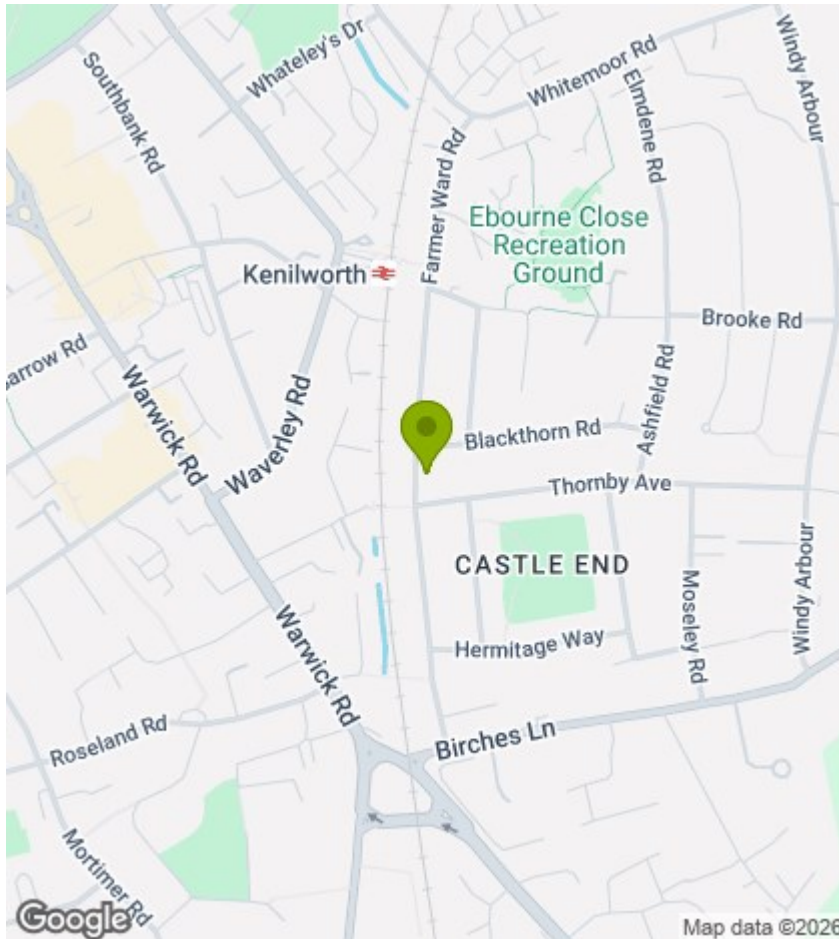 Whateley's Dr
Southbank Rd
Whitemoor Rd
Elmdene Rd
Windy Arbour
Farmer Ward Rd
Ebourne Close
Recreation
Ground
Kenilworth
Brooke Rd
Barrow Rd
Warwick Rd
Waverley Rd
Ashfield Rd
Blackthorn Rd
Thornby Ave
CASTLE END
Moseley Rd
Windy Arbour
Hermitage Way
Warwick Rd
Roseland Rd
Birches Ln
Mortimer Rd
Google
Map data ©2026